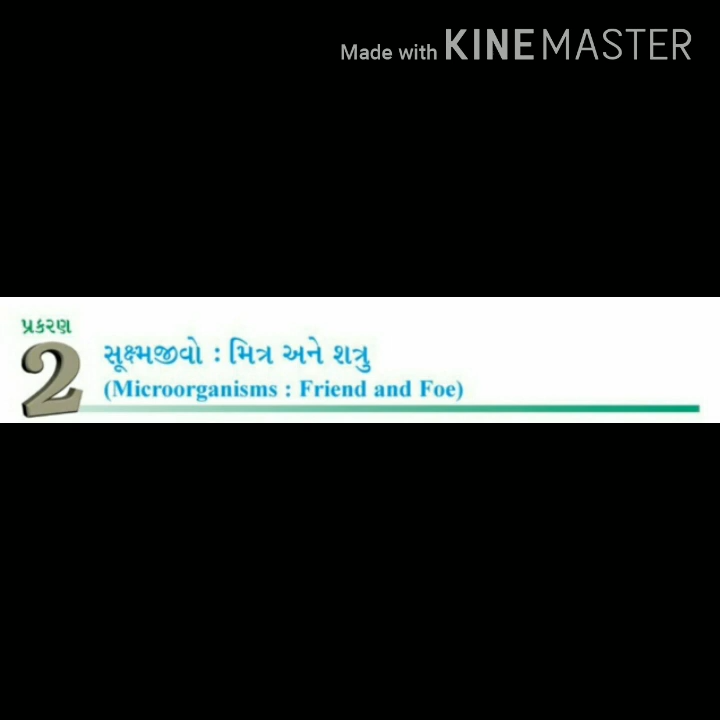 Made with KINEMASTER
પ્રકરણ
2
સૂક્ષ્મજીવો : મિત્ર અને શત્રુ
(Microorganisms : Friend and Foe)